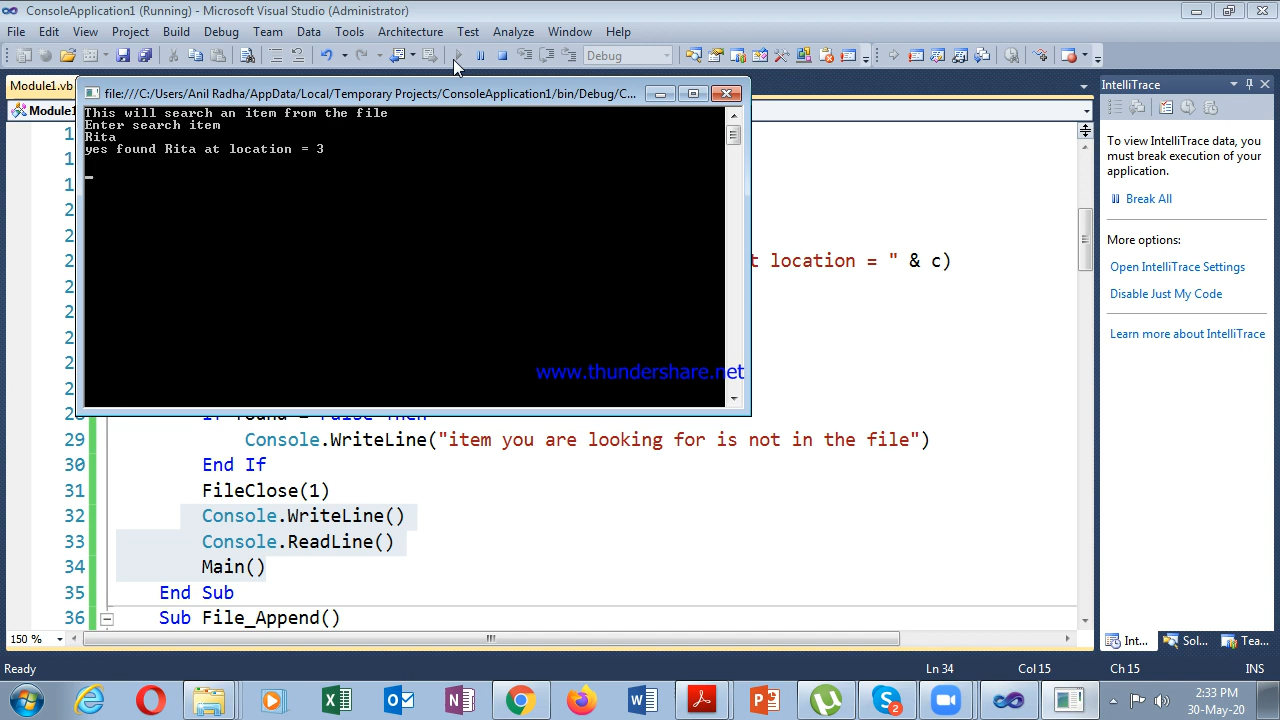 ConsoleApplication1 (Running) - Microsoft Visual Studio (Administrator)
File Edit View Project Build Debug Team Data Tools Architecture Test Analyze Window Help
Debug
Module1.vb
file:///C:/Users/Anil Radha/AppData/Local/Temporary Projects/ConsoleApplication1/bin/Debug/C...
Module1
This will search an item from the file
Enter search item
Rita
yes found Rita at location = 3
t location = " & c)
www.thundershare.net
29 Console.WriteLine("item you are looking for is not in the file")
30 End If
31 FileClose(1)
32 Console.WriteLine()
33 Console.ReadLine()
34 Main()
35 End Sub
36 Sub File_Append()
150 %
IntelliTrace
To view IntelliTrace data, you must break execution of your application.
Break All
More options:
Open IntelliTrace Settings
Disable Just My Code
Learn more about IntelliTrace
Int... Sol... Tea...
Ready Ln 34 Col 15 Ch 15 INS
2:33 PM
30-May-20